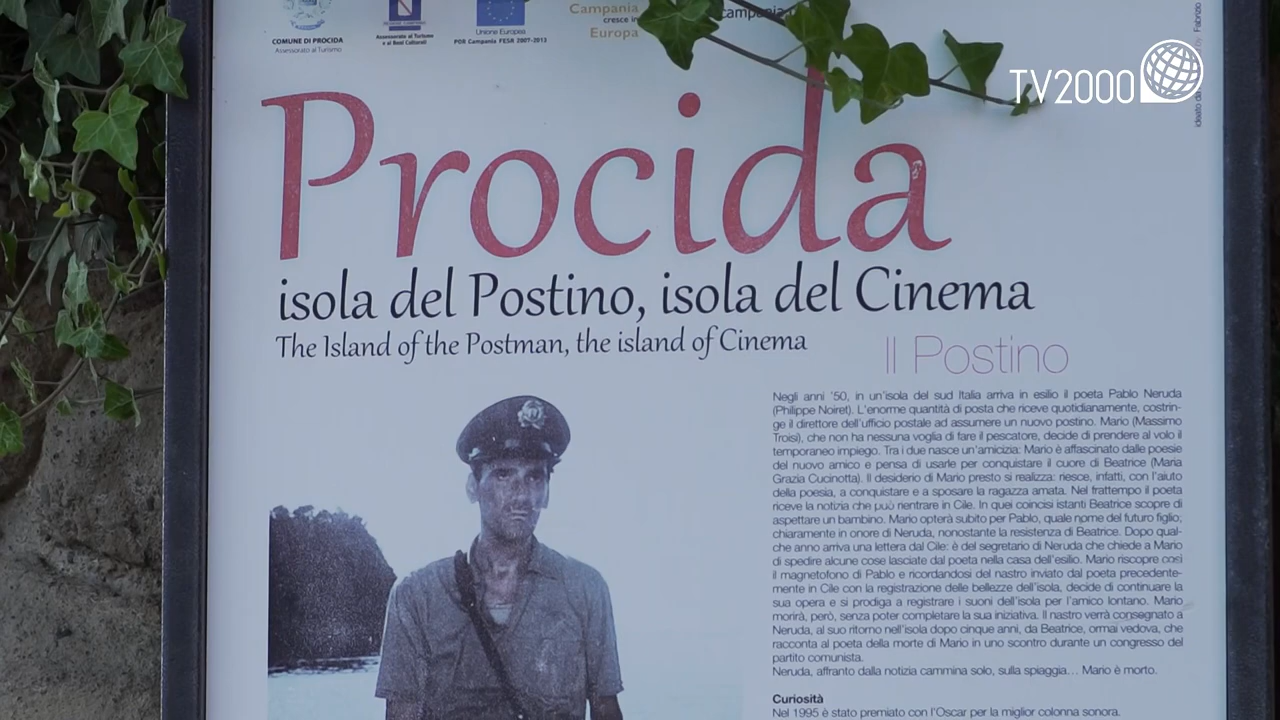 COMUNE DI PROCIDA
Assessorato al Turismo
Assessorato al Turismo
e ai Beni Culturali
Unione Europea
POR Campania FESR 2007-2013
Campania
cresce in
Europa
TV2000
Procida
isola del Postino, isola del Cinema
The Island of the Postman, the island of Cinema
Il Postino
Negli anni '50, in un'isola del sud Italia arriva in esilio il poeta Pablo Neruda
(Philippe Noiret). L'enorme quantità di posta che riceve quotidianamente, costrin-
ge il direttore dell'ufficio postale ad assumere un nuovo postino. Mario (Massimo
Troisi), che non ha nessuna voglia di fare il pescatore, decide di prendere al volo il
temporaneo impiego. Tra i due nasce un'amicizia: Mario è affascinato dalle poesie
del nuovo amico e pensa di usarle per conquistare il cuore di Beatrice (Maria
Grazia Cucinotta). Il desiderio di Mario presto si realizza: riesce, infatti, con l'aiuto
della poesia, a conquistare e a sposare la ragazza amata. Nel frattempo il poeta
riceve la notizia che può rientrare in Cile. In quei coincisi istanti Beatrice scopre di
aspettare un bambino. Mario opterà subito per Pablo, quale nome del futuro figlio;
chiaramente in onore di Neruda, nonostante la resistenza di Beatrice. Dopo qual-
che anno arriva una lettera dal Cile: è del segretario di Neruda che chiede a Mario
di spedire alcune cose lasciate dal poeta nella casa dell'esilio. Mario riscopre così
il magnetofono di Pablo e ricordandosi del nastro inviato dal poeta precedente-
mente in Cile con la registrazione delle bellezze dell'isola, decide di continuare la
sua opera e si prodiga a registrare i suoni dell'isola per l'amico lontano. Mario
morirà, però, senza poter completare la sua iniziativa. Il nastro verrà consegnato a
Neruda, al suo ritorno nell'isola dopo cinque anni, da Beatrice, ormai vedova, che
racconta al poeta della morte di Mario in uno scontro durante un congresso del
partito comunista.
Neruda, affranto dalla notizia cammina solo, sulla spiaggia... Mario è morto.
Curiosità
Nel 1995 è stato premiato con l'Oscar per la miglior colonna sonora.